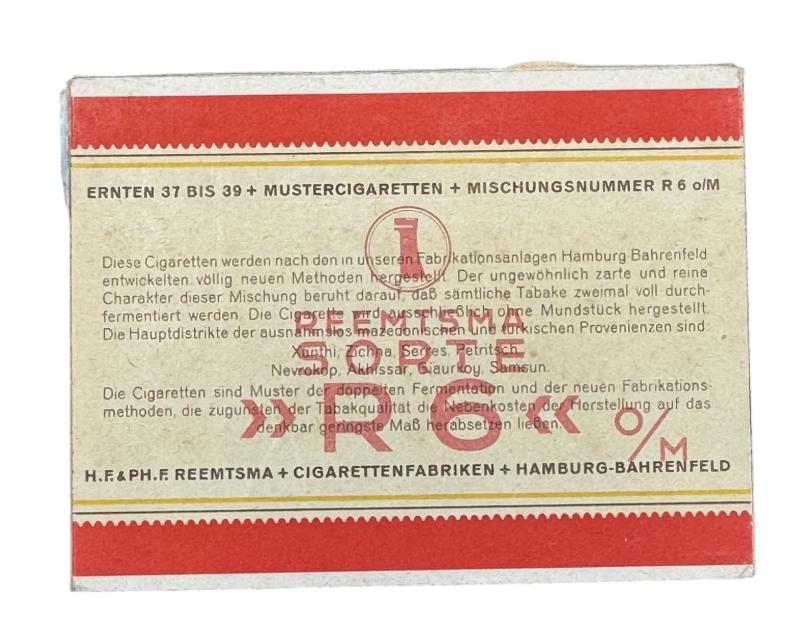 ERNTEN 37 BIS 39 + MUSTERCIGARETTEN + MISCHUNGSNUMMER R 6 o/M
Diese Cigaretten werden nach den in unseren Fabrikationsanlagen Hamburg-Bahrenfeld
entwickelten völlig neuen Methoden hergestellt. Der ungewöhnlich zarte und reine
Charakter dieser Mischung beruht darauf, daß sämtliche Tabake zweimal voll durch-
fermentiert werden. Die Cigarette wird ausschließlich ohne Mundstück hergestellt.
Die Hauptdistrikte der ausnahmslos mazedonischen und türkischen Provenienzen sind:
Xanthi, Zichna, Serres, Petritsch,
Nevrokop, Akhissar, Giaurkoy, Samsun.
Die Cigaretten sind Muster der doppelten Fermentation und der neuen Fabrikations-
methoden, die zugunsten der Tabakqualität die Nebenkosten der Herstellung auf das
denkbar geringste Maß herabsetzen ließen.
REEMTSMA
SORTE
» R6 « O/M
H.F. & PH.F. REEMTSMA + CIGARETTENFABRIKEN + HAMBURG-BAHRENFELD